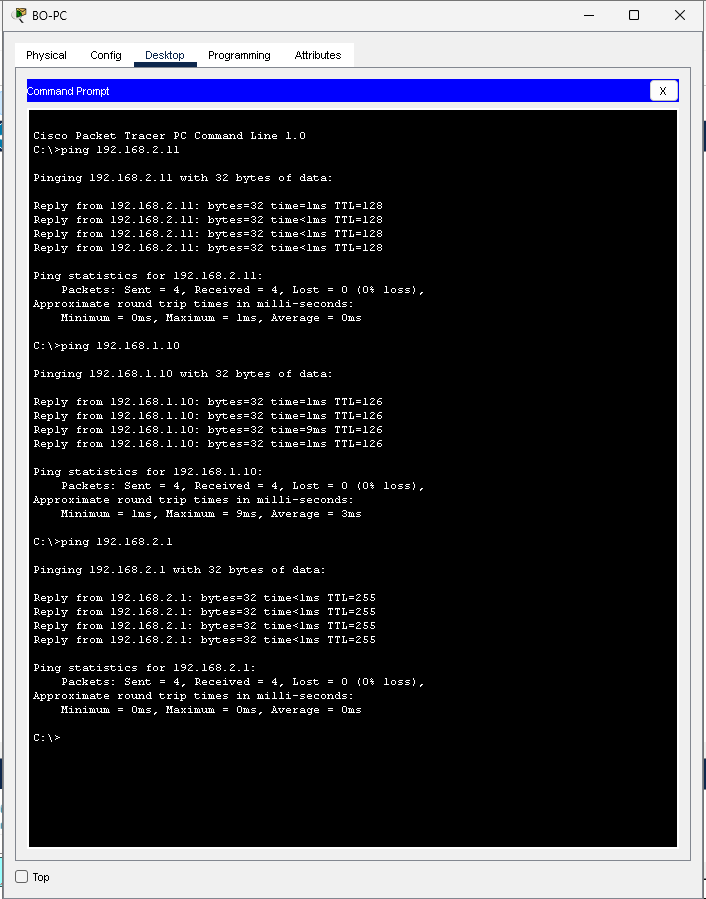 BO-PC
Physical Config Desktop Programming Attributes
Command Prompt X
Cisco Packet Tracer PC Command Line 1.0
C:\>ping 192.168.2.11
Pinging 192.168.2.11 with 32 bytes of data:
Reply from 192.168.2.11: bytes=32 time=1ms TTL=128
Reply from 192.168.2.11: bytes=32 time<1ms TTL=128
Reply from 192.168.2.11: bytes=32 time<1ms TTL=128
Reply from 192.168.2.11: bytes=32 time<1ms TTL=128
Ping statistics for 192.168.2.11:
Packets: Sent = 4, Received = 4, Lost = 0 (0% loss),
Approximate round trip times in milli-seconds:
Minimum = 0ms, Maximum = 1ms, Average = 0ms
C:\>ping 192.168.1.10
Pinging 192.168.1.10 with 32 bytes of data:
Reply from 192.168.1.10: bytes=32 time=1ms TTL=126
Reply from 192.168.1.10: bytes=32 time=1ms TTL=126
Reply from 192.168.1.10: bytes=32 time=9ms TTL=126
Reply from 192.168.1.10: bytes=32 time=1ms TTL=126
Ping statistics for 192.168.1.10:
Packets: Sent = 4, Received = 4, Lost = 0 (0% loss),
Approximate round trip times in milli-seconds:
Minimum = 1ms, Maximum = 9ms, Average = 3ms
C:\>ping 192.168.2.1
Pinging 192.168.2.1 with 32 bytes of data:
Reply from 192.168.2.1: bytes=32 time<1ms TTL=255
Reply from 192.168.2.1: bytes=32 time<1ms TTL=255
Reply from 192.168.2.1: bytes=32 time<1ms TTL=255
Reply from 192.168.2.1: bytes=32 time<1ms TTL=255
Ping statistics for 192.168.2.1:
Packets: Sent = 4, Received = 4, Lost = 0 (0% loss),
Approximate round trip times in milli-seconds:
Minimum = 0ms, Maximum = 0ms, Average = 0ms
C:\>
Top